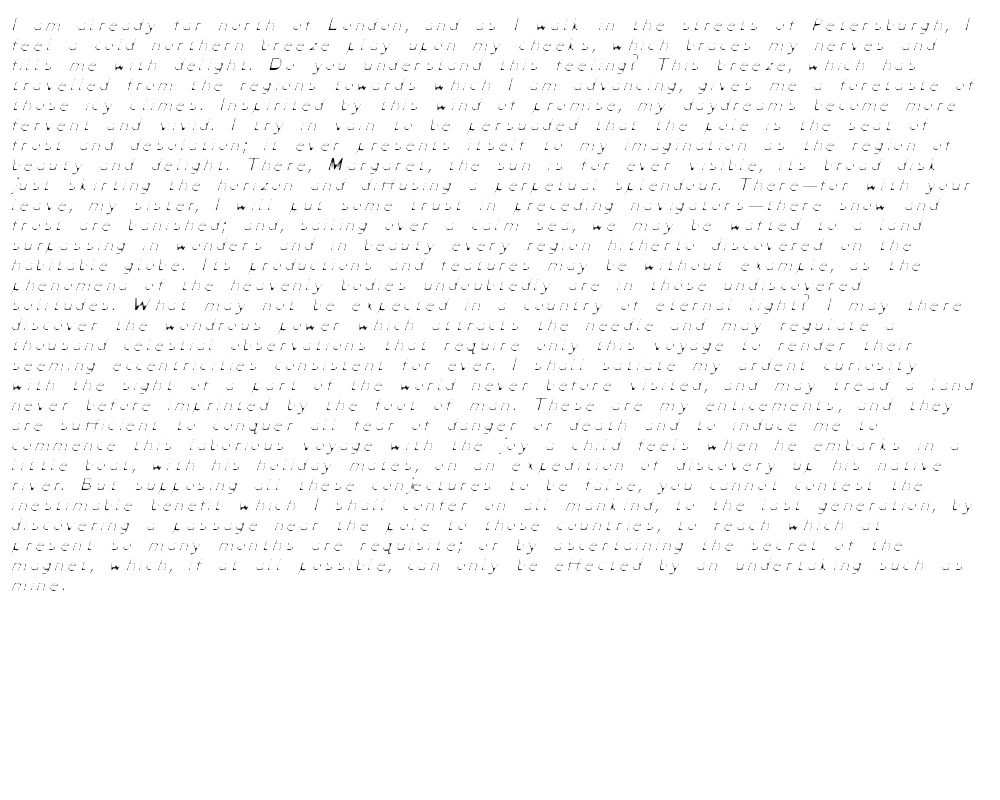 I am already far north of London, and as I walk in the streets of Petersburgh, I
feel a cold northern breeze play upon my cheeks, which braces my nerves and
fills me with delight. Do you understand this feeling? This breeze, which has
travelled from the regions towards which I am advancing, gives me a foretaste of
those icy climes. Inspirited by this wind of promise, my daydreams become more
fervent and vivid. I try in vain to be persuaded that the pole is the seat of
frost and desolation; it ever presents itself to my imagination as the region of
beauty and delight. There, Margaret, the sun is for ever visible, its broad disk
just skirting the horizon and diffusing a perpetual splendour. There—for with your
leave, my sister, I will put some trust in preceding navigators—there snow and
frost are banished; and, sailing over a calm sea, we may be wafted to a land
surpassing in wonders and in beauty every region hitherto discovered on the
habitable globe. Its productions and features may be without example, as the
phenomena of the heavenly bodies undoubtedly are in those undiscovered
solitudes. What may not be expected in a country of eternal light? I may there
discover the wondrous power which attracts the needle and may regulate a
thousand celestial observations that require only this voyage to render their
seeming eccentricities consistent for ever. I shall satiate my ardent curiosity
with the sight of a part of the world never before visited, and may tread a land
never before imprinted by the foot of man. These are my enticements, and they
are sufficient to conquer all fear of danger or death and to induce me to
commence this laborious voyage with the joy a child feels when he embarks in a
little boat, with his holiday mates, on an expedition of discovery up his native
river. But supposing all these conjectures to be false, you cannot contest the
inestimable benefit which I shall confer on all mankind, to the last generation, by
discovering a passage near the pole to those countries, to reach which at
present so many months are requisite; or by ascertaining the secret of the
magnet, which, if at all possible, can only be effected by an undertaking such as
mine.